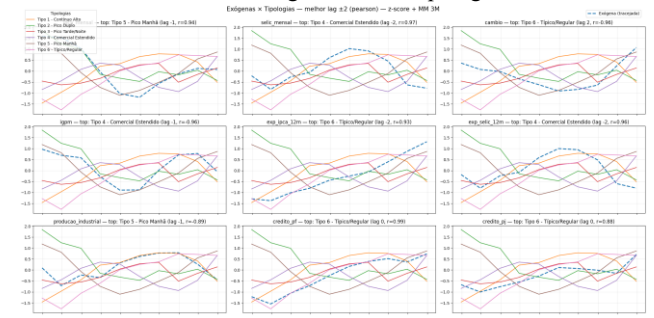 Exógenas × Tipologias — melhor lag ±2 (pearson) — z-score + MM 3M
Tipologias
Tipo 1 - Contínuo Alto
Tipo 2 - Pico Duplo
Tipo 3 - Pico Tarde/Noite
Tipo 4 - Comercial Estendido
Tipo 5 - Pico Manhã
Tipo 6 - Típico/Regular
top: Tipo 5 - Pico Manhã (lag -1, r=0.94)
selic_mensal — top: Tipo 4 - Comercial Estendido (lag -2, r=0.97)
cambio — top: Tipo 6 - Típico/Regular (lag 2, r=0.98)
Exógena (tracejada)
igpm — top: Tipo 4 - Comercial Estendido (lag -1, r=-0.96)
exp_ipca_12m — top: Tipo 6 - Típico/Regular (lag -2, r=0.93)
exp_selic_12m — top: Tipo 4 - Comercial Estendido (lag -2, r=0.96)
producao_industrial — top: Tipo 5 - Pico Manhã (lag -1, r=-0.89)
credito_pf — top: Tipo 6 - Típico/Regular (lag 0, r=0.99)
credito_pj — top: Tipo 6 - Típico/Regular (lag 0, r=0.88)